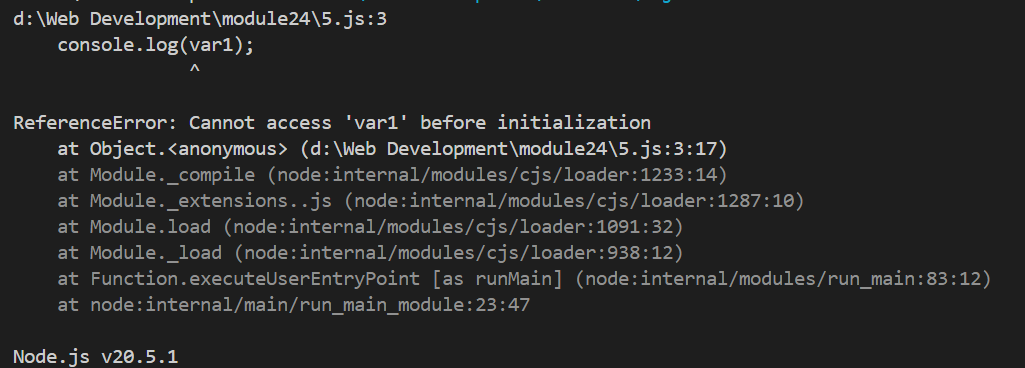 d:\Web Development\module24\5.js:3
    console.log(var1);
                ^
ReferenceError: Cannot access 'var1' before initialization
    at Object.<anonymous> (d:\Web Development\module24\5.js:3:17)
    at Module._compile (node:internal/modules/cjs/loader:1233:14)
    at Module._extensions..js (node:internal/modules/cjs/loader:1287:10)
    at Module.load (node:internal/modules/cjs/loader:1091:32)
    at Module._load (node:internal/modules/cjs/loader:938:12)
    at Function.executeUserEntryPoint [as runMain] (node:internal/modules/run_main:83:12)
    at node:internal/main/run_main_module:23:47
Node.js v20.5.1